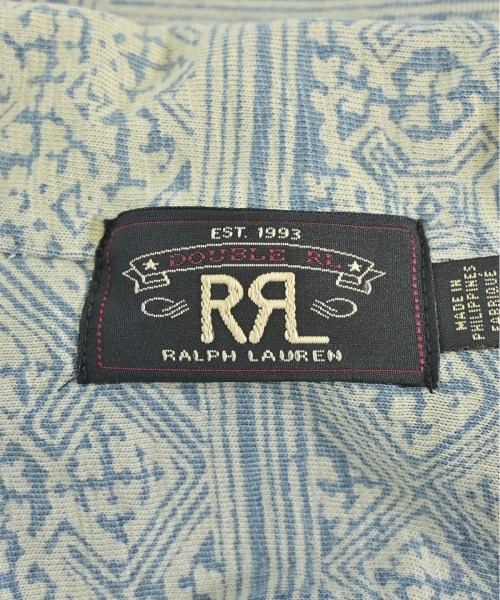 EST. 1993
DOUBLE RL
RRL
RALPH LAUREN
MADE IN
PHILIPPINES
FABRIQUE